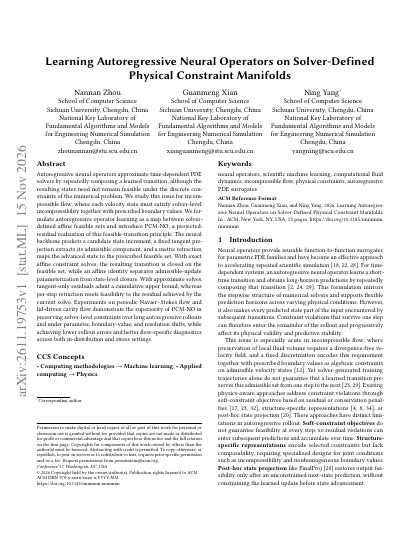 Learning Autoregressive Neural Operators on Solver-Defined
Physical Constraint Manifolds
Nannan Zhou
School of Computer Science
Sichuan University, Chengdu, China
National Key Laboratory of
Fundamental Algorithms and Models
for Engineering Numerical Simulation
Chengdu, China
zhounannan@stu.scu.edu.cn
Guanmeng Xian
School of Computer Science
Sichuan University, Chengdu, China
National Key Laboratory of
Fundamental Algorithms and Models
for Engineering Numerical Simulation
Chengdu, China
xianguanmeng@stu.scu.edu.cn
Ning Yang*
School of Computer Science
Sichuan University, Chengdu, China
National Key Laboratory of
Fundamental Algorithms and Models
for Engineering Numerical Simulation
Chengdu, China
yangning@scu.edu.cn
arXiv:2611.19753v1 [stat.ML] 15 Nov 2026
Abstract
Autoregressive neural operators approximate time-dependent PDE
solvers by repeatedly composing a learned transition, although
the resulting states need not remain feasible under the discrete con-
straints of the numerical problem. We study this issue for incom-
pressible flow, where each velocity state must satisfy solver-level
incompressibility together with prescribed boundary values. We for-
mulate autoregressive operator learning as a map between solver-
defined affine feasible sets and introduce PCM-NO, a projected-
residual realization of this feasible-transition principle. The neural
backbone predicts a candidate state increment, a fixed tangent pro-
jection extracts its admissible component, and a metric retraction
maps the advanced state to the prescribed feasible set. With exact
affine constraint solves, the resulting transition is closed on the
feasible set, while an affine identity separates admissible-update
parametrization from state-level closure. With approximate solves,
tangent-only residuals admit a cumulative upper bound, whereas
per-step retraction resets feasibility to the residual achieved by the
current solve. Experiments on periodic Navier–Stokes flow and
lid-driven cavity flow demonstrate the superiority of PCM-NO in
preserving solver-level constraints over long autoregressive rollouts
and under parameter, boundary-value, and resolution shifts, while
achieving lower rollout errors and better flow-diagnostics across
both in-distribution and stress settings.
CCS Concepts
• Computing methodologies → Machine learning; • Applied
computing → Physics.
*Corresponding author.
Permission to make digital or hard copies of all or part of this work for personal or
classroom use is granted without fee provided that copies are not made or distributed
for profit or commercial advantage and that copies bear this notice and the full citation
on the first page. Copyrights for components of this work owned by others than the
author(s) must be honored. Abstracting with credit is permitted. To copy otherwise, or
republish, to post on servers or to redistribute to lists, requires prior specific permission
and/or a fee. Request permissions from permissions@acm.org.
Conference'17, Washington, DC, USA
© 2026 Copyright held by the owner/author(s). Publication rights licensed to ACM.
ACM ISBN 978-x-xxxx-xxxx-x/YYYY/MM
https://doi.org/10.1145/nnnnnnn.nnnnnnn
Keywords
neural operators, scientific machine learning, computational fluid
dynamics, incompressible flow, physical constraints, autoregressive
PDE surrogates
ACM Reference Format:
Nannan Zhou, Guanmeng Xian, and Ning Yang. 2026. Learning Autoregres-
sive Neural Operators on Solver-Defined Physical Constraint Manifolds.
In . ACM, New York, NY, USA, 15 pages. https://doi.org/10.1145/nnnnnnn.
nnnnnnn
1 Introduction
Neural operators provide reusable function-to-function surrogates
for parametric PDE families and have become an effective approach
to accelerating repeated scientific simulation [18, 22, 28]. For time-
dependent systems, an autoregressive neural operator learns a short-
time transition and obtains long-horizon predictions by repeatedly
composing that transition [2, 24, 29]. This formulation mirrors
the stepwise structure of numerical solvers and supports flexible
prediction horizons across varying physical conditions. However,
it also makes every predicted state part of the input encountered by
subsequent transitions. Constraint violations that survive one step
can therefore enter the remainder of the rollout and progressively
affect its physical validity and predictive stability.
This issue is especially acute in incompressible flow, where
preservation of local fluid volume requires a divergence-free ve-
locity field, and a fixed discretization encodes this requirement
together with prescribed boundary values as algebraic constraints
on admissible velocity states [12]. Yet solver-generated training
trajectories alone do not guarantee that a learned transition preser-
ves this admissible set from one step to the next [25, 29]. Existing
physics-aware approaches address constraint violations through
soft-constraint objectives based on residual or conservation penal-
ties [17, 23, 32], structure-specific representations [4, 8, 34], or
post-hoc state projection [20]. These approaches have distinct limi-
tations in autoregressive rollout. Soft-constraint objectives do
not guarantee feasibility at every step, so residual violations can
enter subsequent predictions and accumulate over time. Structure-
specific representations encode selected constraints but lack
composability, requiring specialized designs for joint constraints
such as incompressibility and nonhomogeneous boundary values.
Post-hoc state projection like FinalProj [20] restores output feasi-
bility only after an unconstrained next-state prediction, without
constraining the learned update before state advancement.